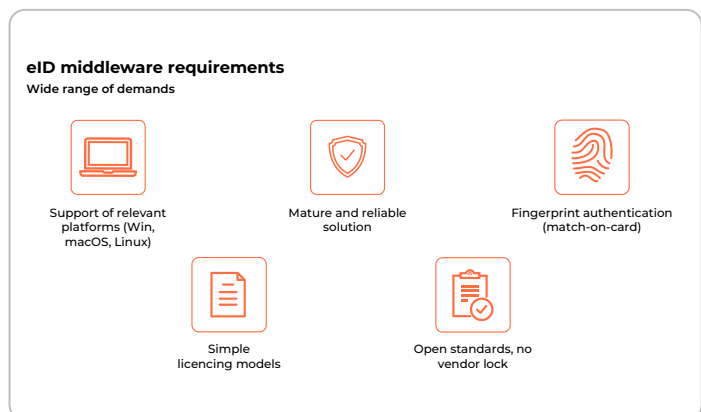 eID middleware requirements
Wide range of demands
Support of relevant
platforms (Win,
macOS, Linux)
Mature and reliable
solution
Fingerprint authentication
(match-on-card)
Simple
licencing models
Open standards, no
vendor lock